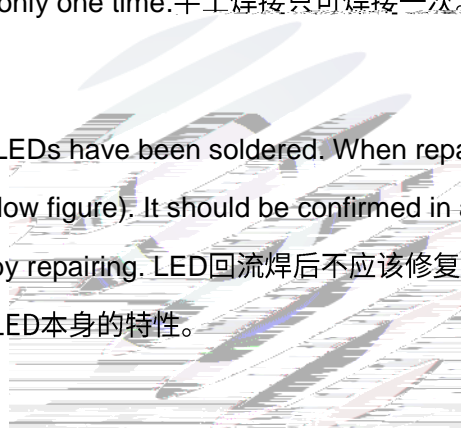 only one time.手工焊接只可焊接一次
LEDs have been soldered. When repa
low figure). It should be confirmed in a
by repairing. LED回流焊后不应该修复
LED本身的特性。